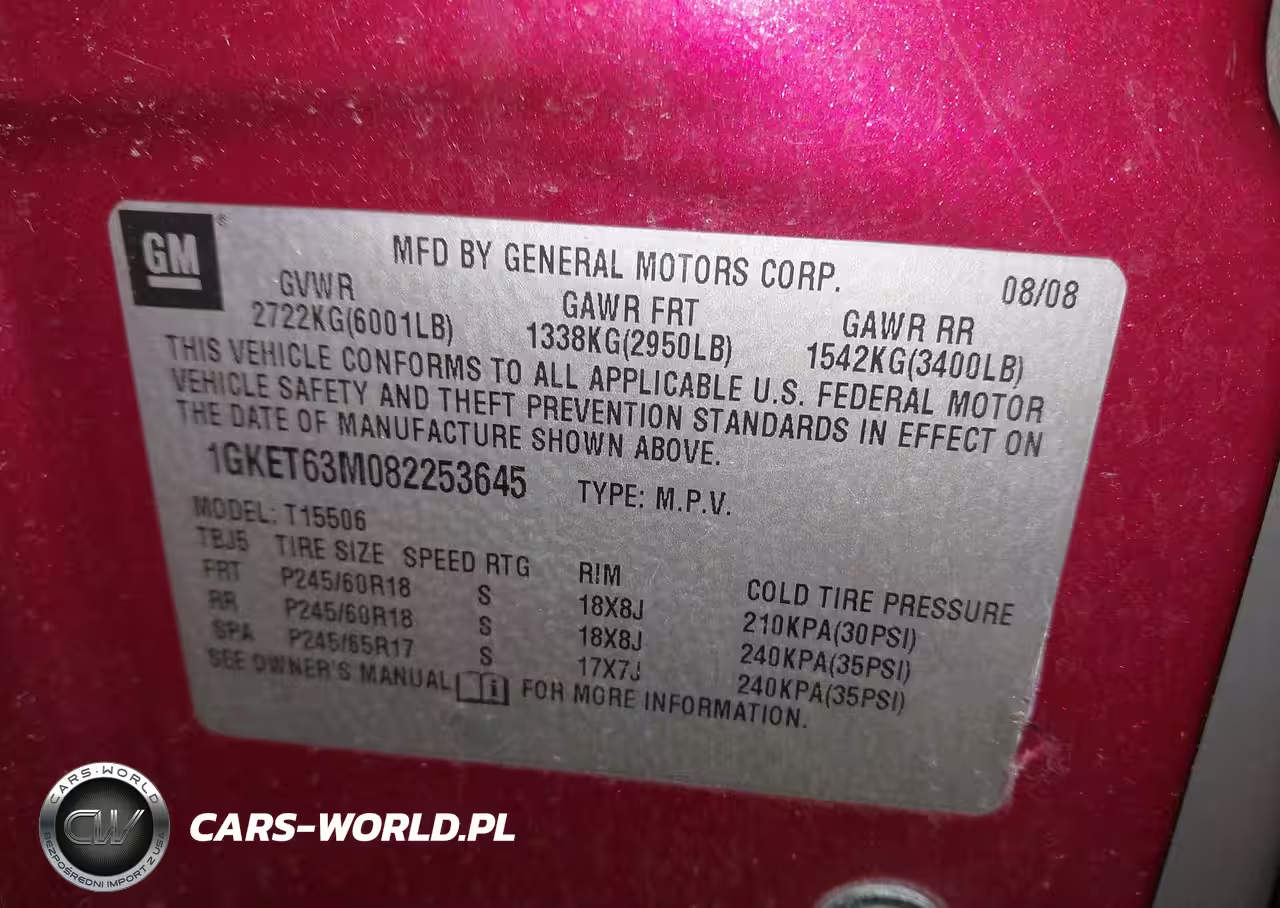 GM
MFD BY GENERAL MOTORS CORP.
08/08
GVWR GAWR FRT GAWR RR
2722KG(6001LB) 1338KG(2950LB) 1542KG(3400LB)
THIS VEHICLE CONFORMS TO ALL APPLICABLE U.S. FEDERAL MOTOR
VEHICLE SAFETY AND THEFT PREVENTION STANDARDS IN EFFECT ON
THE DATE OF MANUFACTURE SHOWN ABOVE.
1GKET63M082253645 TYPE: M.P.V.
MODEL: T15506
TBJ5 TIRE SIZE SPEED RTG RIM COLD TIRE PRESSURE
FRT P245/60R18 S 18X8J 210KPA(30PSI)
RR P245/60R18 S 18X8J 240KPA(35PSI)
SPA P245/65R17 S 17X7J 240KPA(35PSI)
SEE OWNER'S MANUAL FOR MORE INFORMATION.
CARS-WORLD
CW
BEZPOŚREDNI IMPORT Z USA
CARS-WORLD.PL